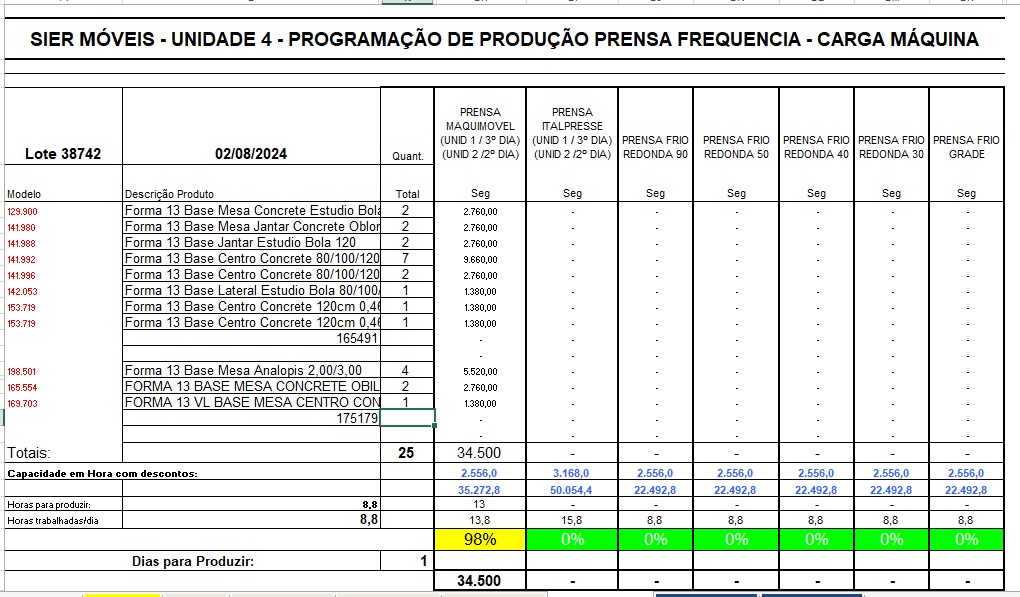 SIER MÓVEIS - UNIDADE 4 - PROGRAMAÇÃO DE PRODUÇÃO PRENSA FREQUENCIA - CARGA MÁQUINA
Lote 38742 02/08/2024 Quant. PRENSA MAQUIMOVEL (UNID 1 / 3º DIA) (UNID 2 /2º DIA) PRENSA ITALPRESSE (UNID 1 / 3º DIA) (UNID 2 /2º DIA) PRENSA FRIO REDONDA 90 PRENSA FRIO REDONDA 50 PRENSA FRIO REDONDA 40 PRENSA FRIO REDONDA 30 PRENSA FRIO GRADE
Modelo Descrição Produto Total Seg Seg Seg Seg Seg Seg Seg
129.900 Forma 13 Base Mesa Concrete Estudio Bola 2 2.760,00 - - - - - -
141.980 Forma 13 Base Mesa Jantar Concrete Oblon 2 2.760,00 - - - - - -
141.988 Forma 13 Base Jantar Estudio Bola 120 2 2.760,00 - - - - - -
141.992 Forma 13 Base Centro Concrete 80/100/120 7 9.660,00 - - - - - -
141.996 Forma 13 Base Centro Concrete 80/100/120 2 2.760,00 - - - - - -
142.053 Forma 13 Base Lateral Estudio Bola 80/100/ 1 1.380,00 - - - - - -
153.719 Forma 13 Base Centro Concrete 120cm 0,46 1 1.380,00 - - - - - -
153.719 Forma 13 Base Centro Concrete 120cm 0,46 1 1.380,00 - - - - - -
165491 - - - - - - -
- - - - - - -
198.501 Forma 13 Base Mesa Analopis 2,00/3,00 4 5.520,00 - - - - - -
165.554 FORMA 13 BASE MESA CONCRETE OBIL 2 2.760,00 - - - - - -
169.703 FORMA 13 VL BASE MESA CENTRO CON 1 1.380,00 - - - - - -
175179 - - - - - - -
- - - - - - -
Totais: 25 34.500 - - - - - -
Capacidade em Hora com descontos: 2.556,0 3.168,0 2.556,0 2.556,0 2.556,0 2.556,0 2.556,0
35.272,8 50.054,4 22.492,8 22.492,8 22.492,8 22.492,8 22.492,8
Horas para produzir: 8,8 13 - - - - - -
Horas trabalhadas/dia 8,8 13,8 15,8 8,8 8,8 8,8 8,8 8,8
98% 0% 0% 0% 0% 0% 0%
Dias para Produzir: 1
34.500 - - - - - -